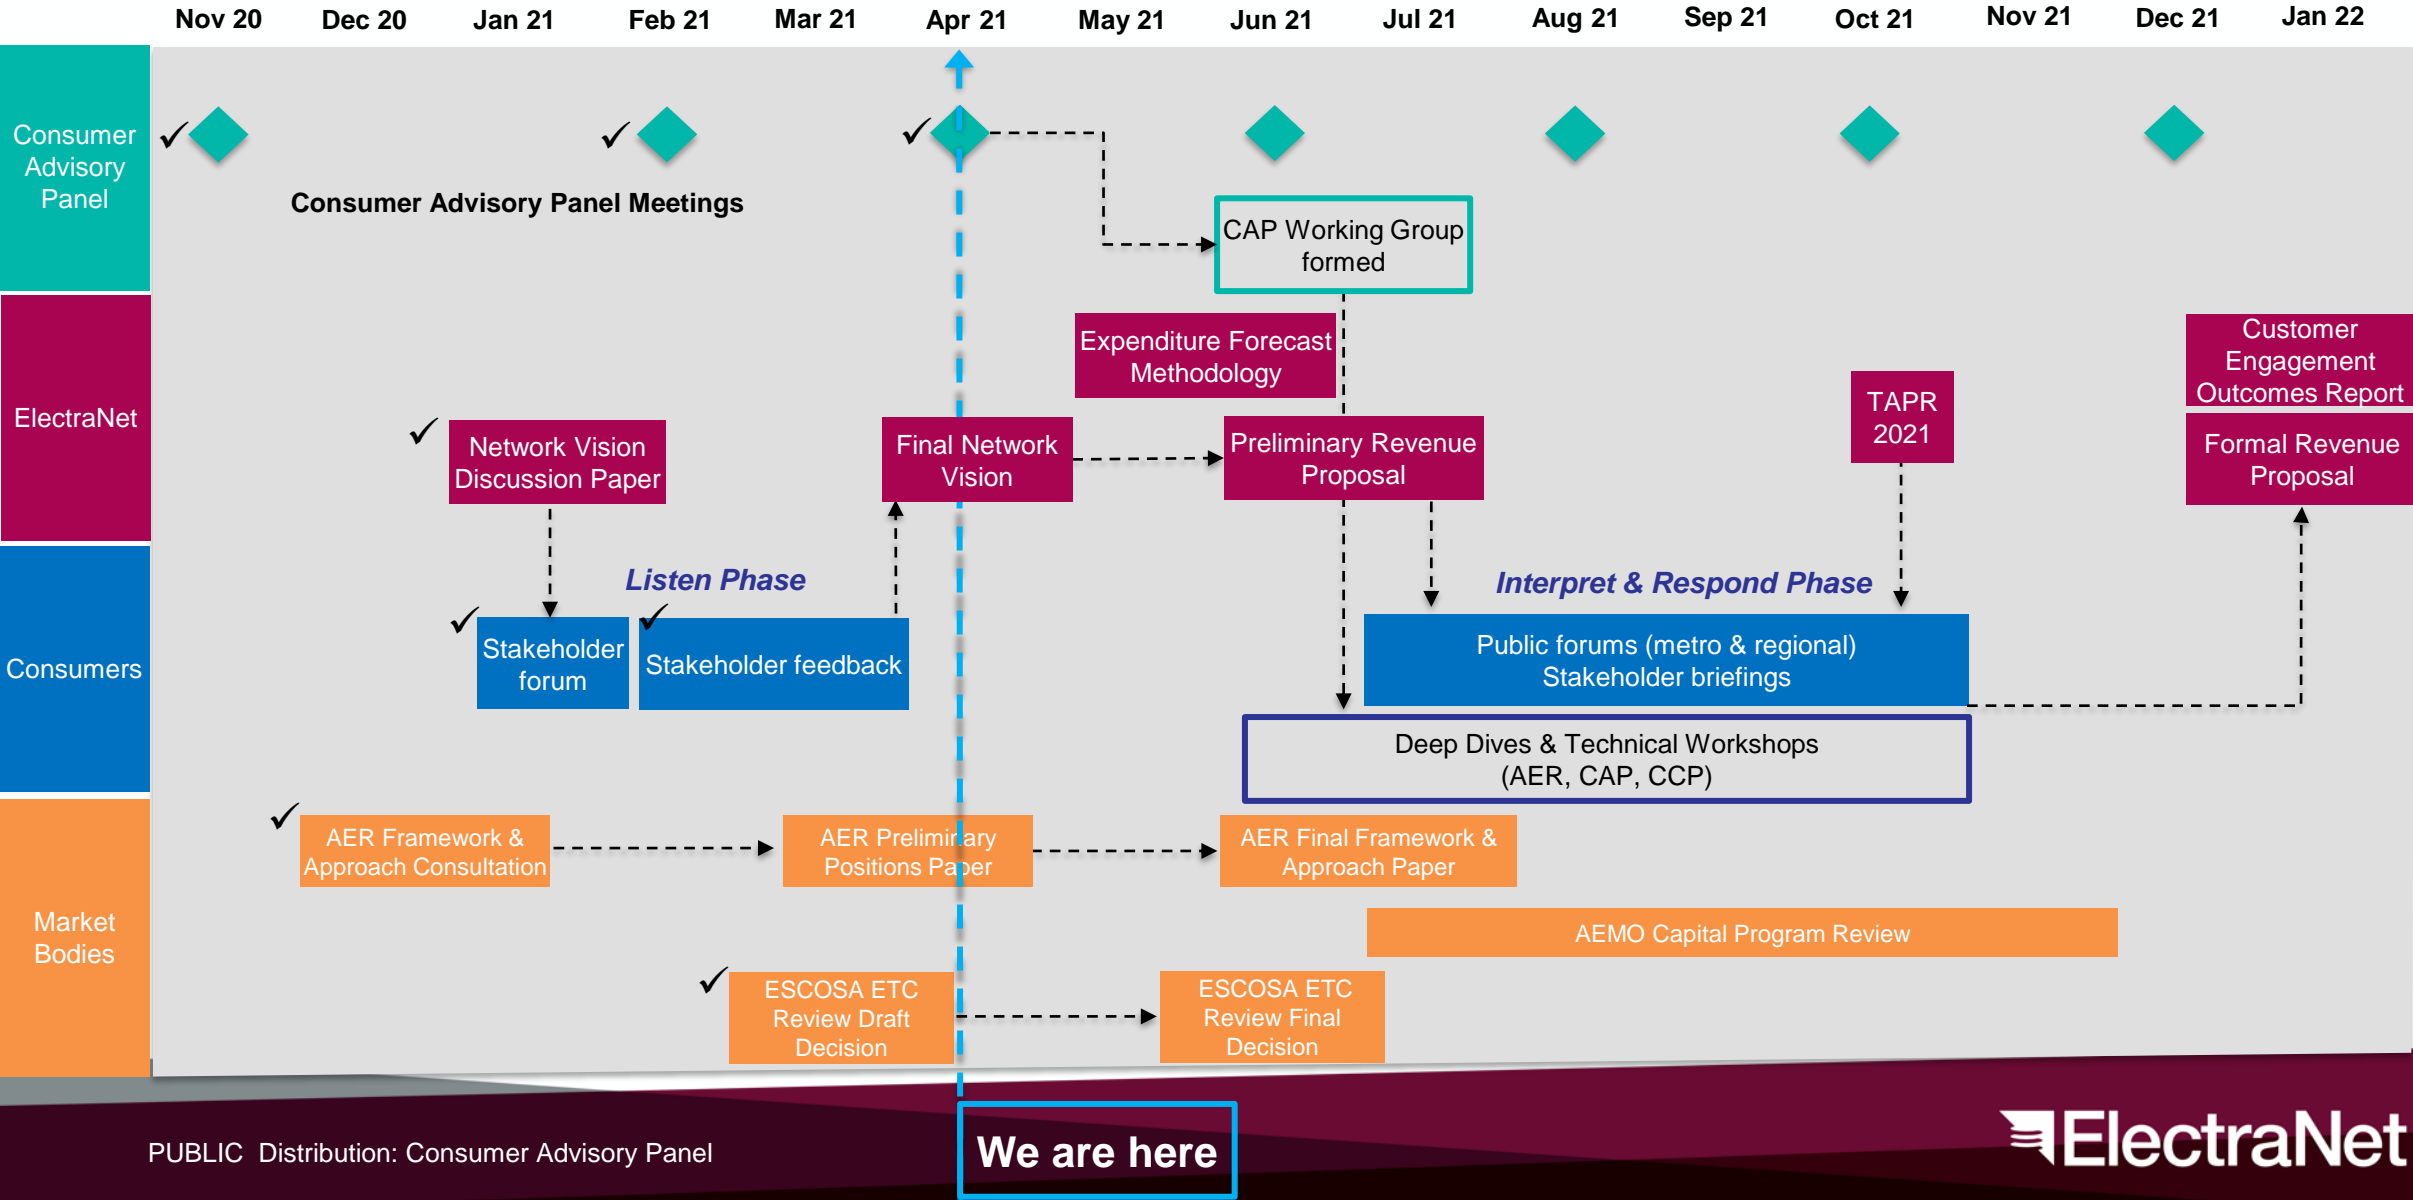 Nov 20 Dec 20 Jan 21 Feb 21 Mar 21 Apr 21 May 21 Jun 21 Jul 21 Aug 21 Sep 21 Oct 21 Nov 21 Dec 21 Jan 22
Consumer
Advisory
Panel
Consumer Advisory Panel Meetings
CAP Working Group
formed
ElectraNet
Expenditure Forecast
Methodology
Customer
Engagement
Outcomes Report
Network Vision
Discussion Paper
Final Network
Vision
Preliminary Revenue
Proposal
TAPR
2021
Formal Revenue
Proposal
Consumers
Listen Phase
Interpret & Respond Phase
Stakeholder
forum
Stakeholder feedback
Public forums (metro & regional)
Stakeholder briefings
Deep Dives & Technical Workshops
(AER, CAP, CCP)
Market
Bodies
AER Framework &
Approach Consultation
AER Preliminary
Positions Paper
AER Final Framework &
Approach Paper
AEMO Capital Program Review
ESCOSA ETC
Review Draft
Decision
ESCOSA ETC
Review Final
Decision
PUBLIC Distribution: Consumer Advisory Panel
We are here
ElectraNet